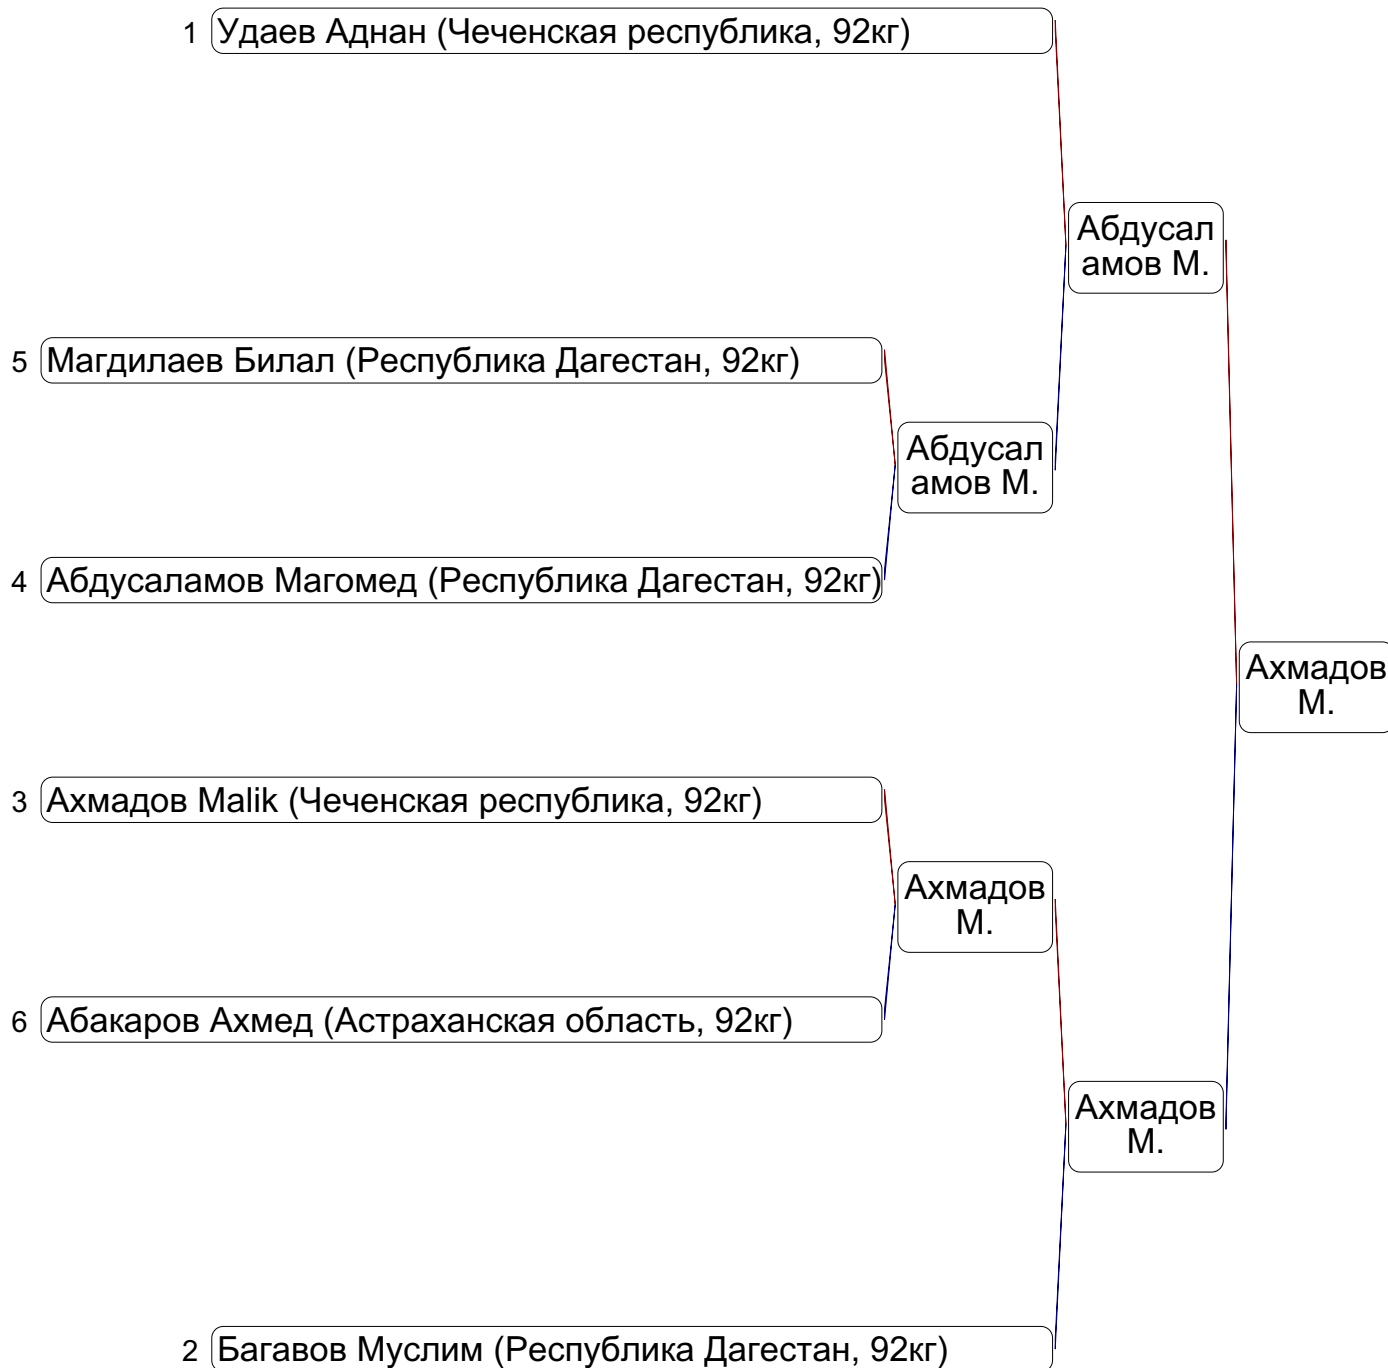 1 Удаев Аднан (Чеченская республика, 92кг)
Абдусал
амов М.
5 Магдилаев Билал (Республика Дагестан, 92кг)
Абдусал
амов М.
4 Абдусаламов Магомед (Республика Дагестан, 92кг)
Ахмадов
М.
3 Ахмадов Malik (Чеченская республика, 92кг)
Ахмадов
М.
6 Абакаров Ахмед (Астраханская область, 92кг)
Ахмадов
М.
2 Багавов Муслим (Республика Дагестан, 92кг)